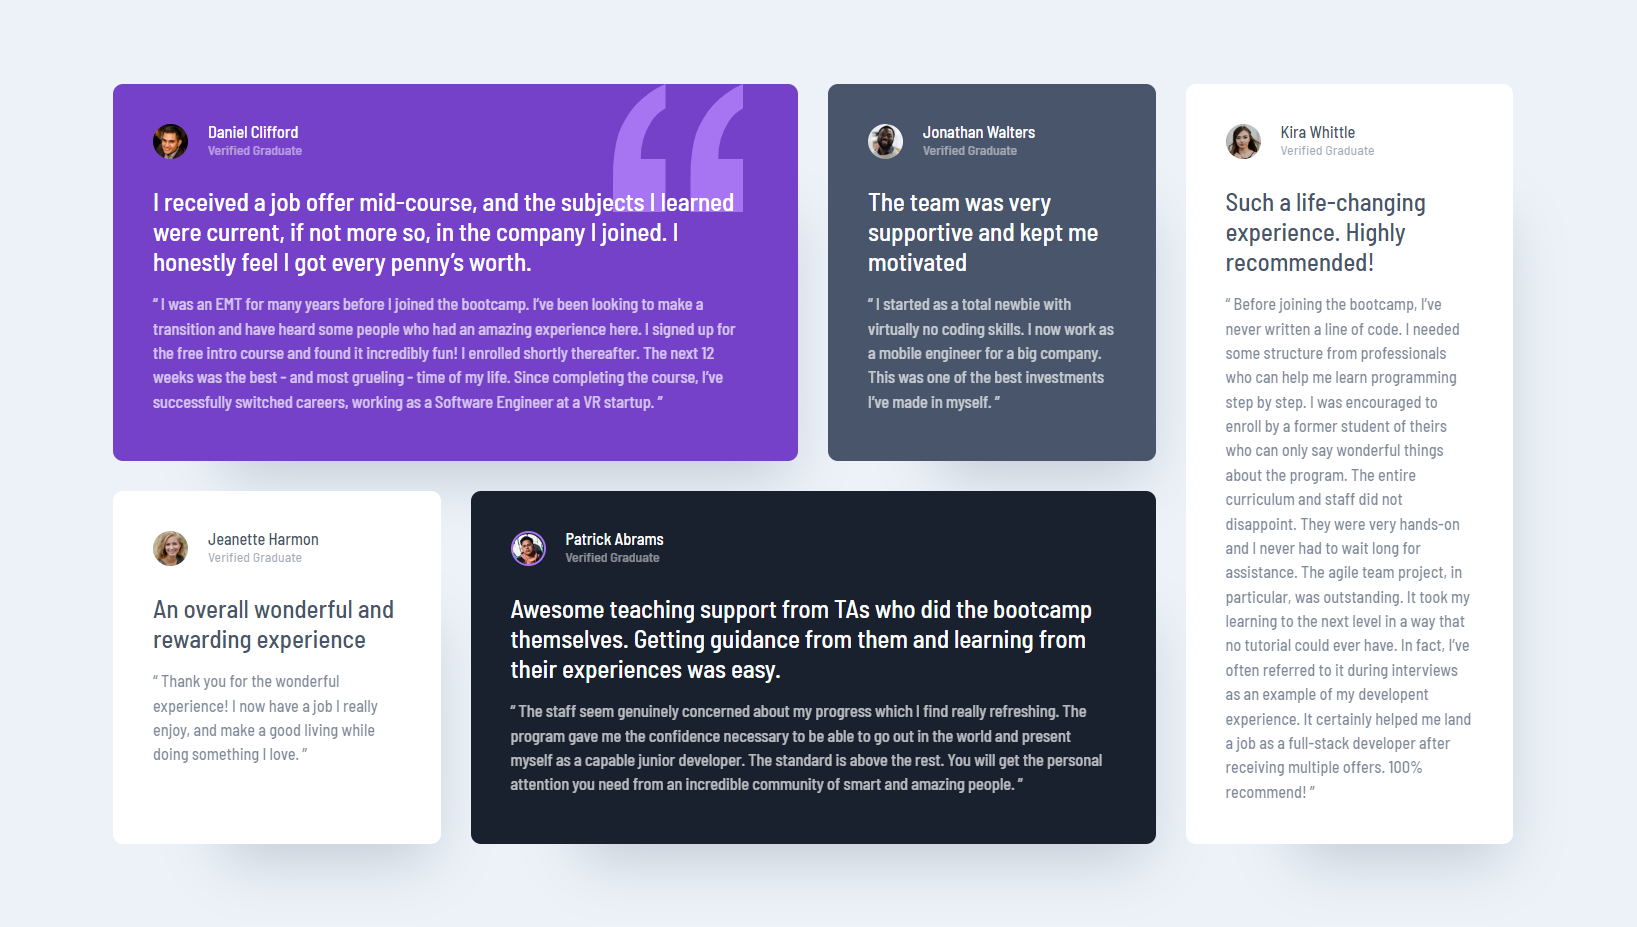 Daniel Clifford
Verified Graduate
I received a job offer mid-course, and the subjects I learned
were current, if not more so, in the company I joined. I
honestly feel I got every penny’s worth.
“ I was an EMT for many years before I joined the bootcamp. I’ve been looking to make a
transition and have heard some people who had an amazing experience here. I signed up for
the free intro course and found it incredibly fun! I enrolled shortly thereafter. The next 12
weeks was the best - and most grueling - time of my life. Since completing the course, I’ve
successfully switched careers, working as a Software Engineer at a VR startup. ”
Jonathan Walters
Verified Graduate
The team was very
supportive and kept me
motivated
“ I started as a total newbie with
virtually no coding skills. I now work as
a mobile engineer for a big company.
This was one of the best investments
I’ve made in myself. ”
Kira Whittle
Verified Graduate
Such a life-changing
experience. Highly
recommended!
“ Before joining the bootcamp, I’ve
never written a line of code. I needed
some structure from professionals
who can help me learn programming
step by step. I was encouraged to
enroll by a former student of theirs
who can only say wonderful things
about the program. The entire
curriculum and staff did not
disappoint. They were very hands-on
and I never had to wait long for
assistance. The agile team project, in
particular, was outstanding. It took my
learning to the next level in a way that
no tutorial could ever have. In fact, I’ve
often referred to it during interviews
as an example of my developent
experience. It certainly helped me land
a job as a full-stack developer after
receiving multiple offers. 100%
recommend! ”
Jeanette Harmon
Verified Graduate
An overall wonderful and
rewarding experience
“ Thank you for the wonderful
experience! I now have a job I really
enjoy, and make a good living while
doing something I love. ”
Patrick Abrams
Verified Graduate
Awesome teaching support from TAs who did the bootcamp
themselves. Getting guidance from them and learning from
their experiences was easy.
“ The staff seem genuinely concerned about my progress which I find really refreshing. The
program gave me the confidence necessary to be able to go out in the world and present
myself as a capable junior developer. The standard is above the rest. You will get the personal
attention you need from an incredible community of smart and amazing people. ”